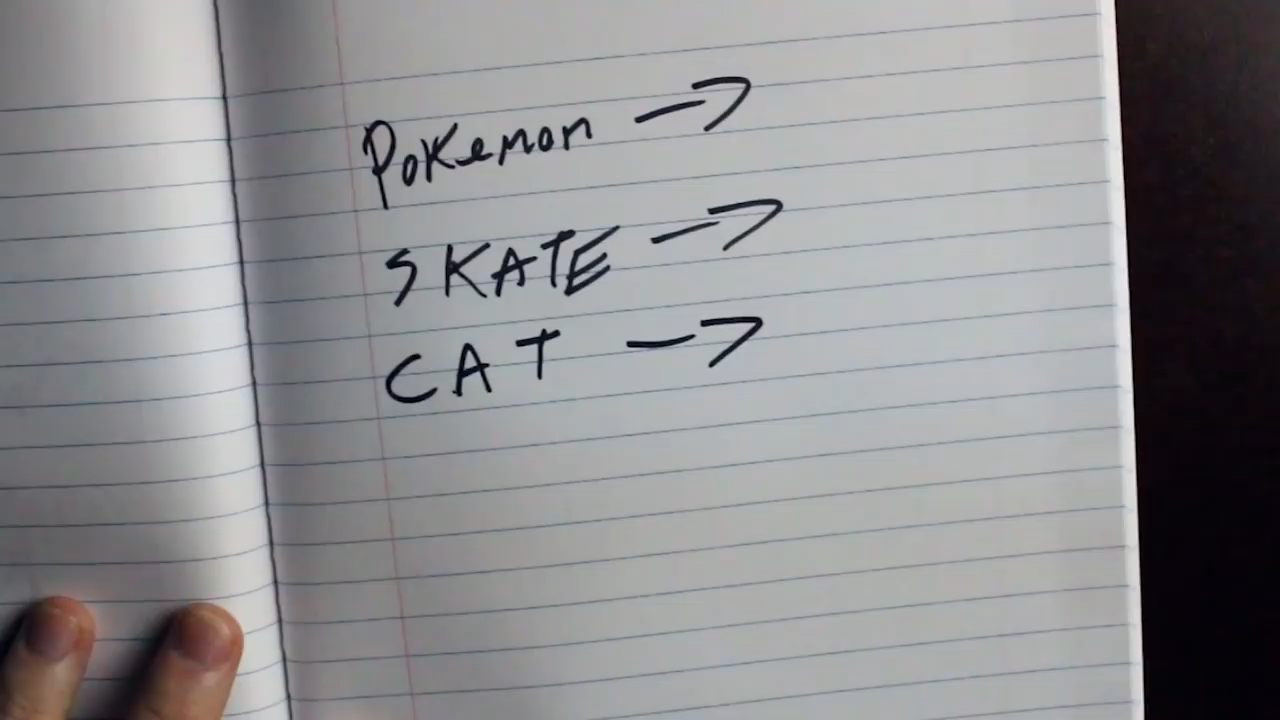 Pokemon →
SKATE →
CAT →